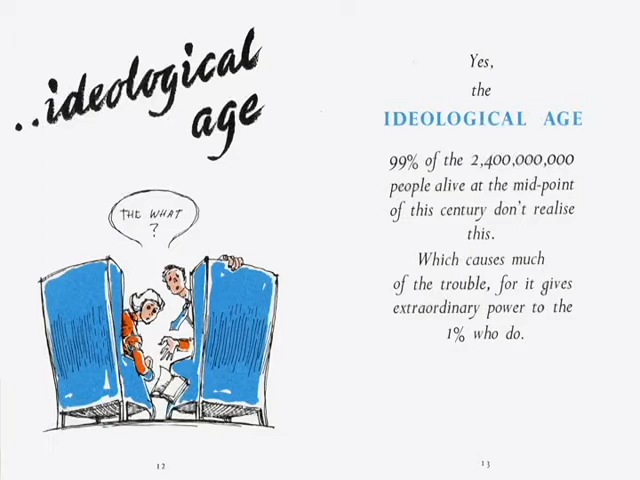 ..ideological
age
THE WHAT
?
12
Yes,
the
IDEOLOGICAL AGE
99% of the 2,400,000,000
people alive at the mid-point
of this century don't realise
this.
Which causes much
of the trouble, for it gives
extraordinary power to the
1% who do.
13